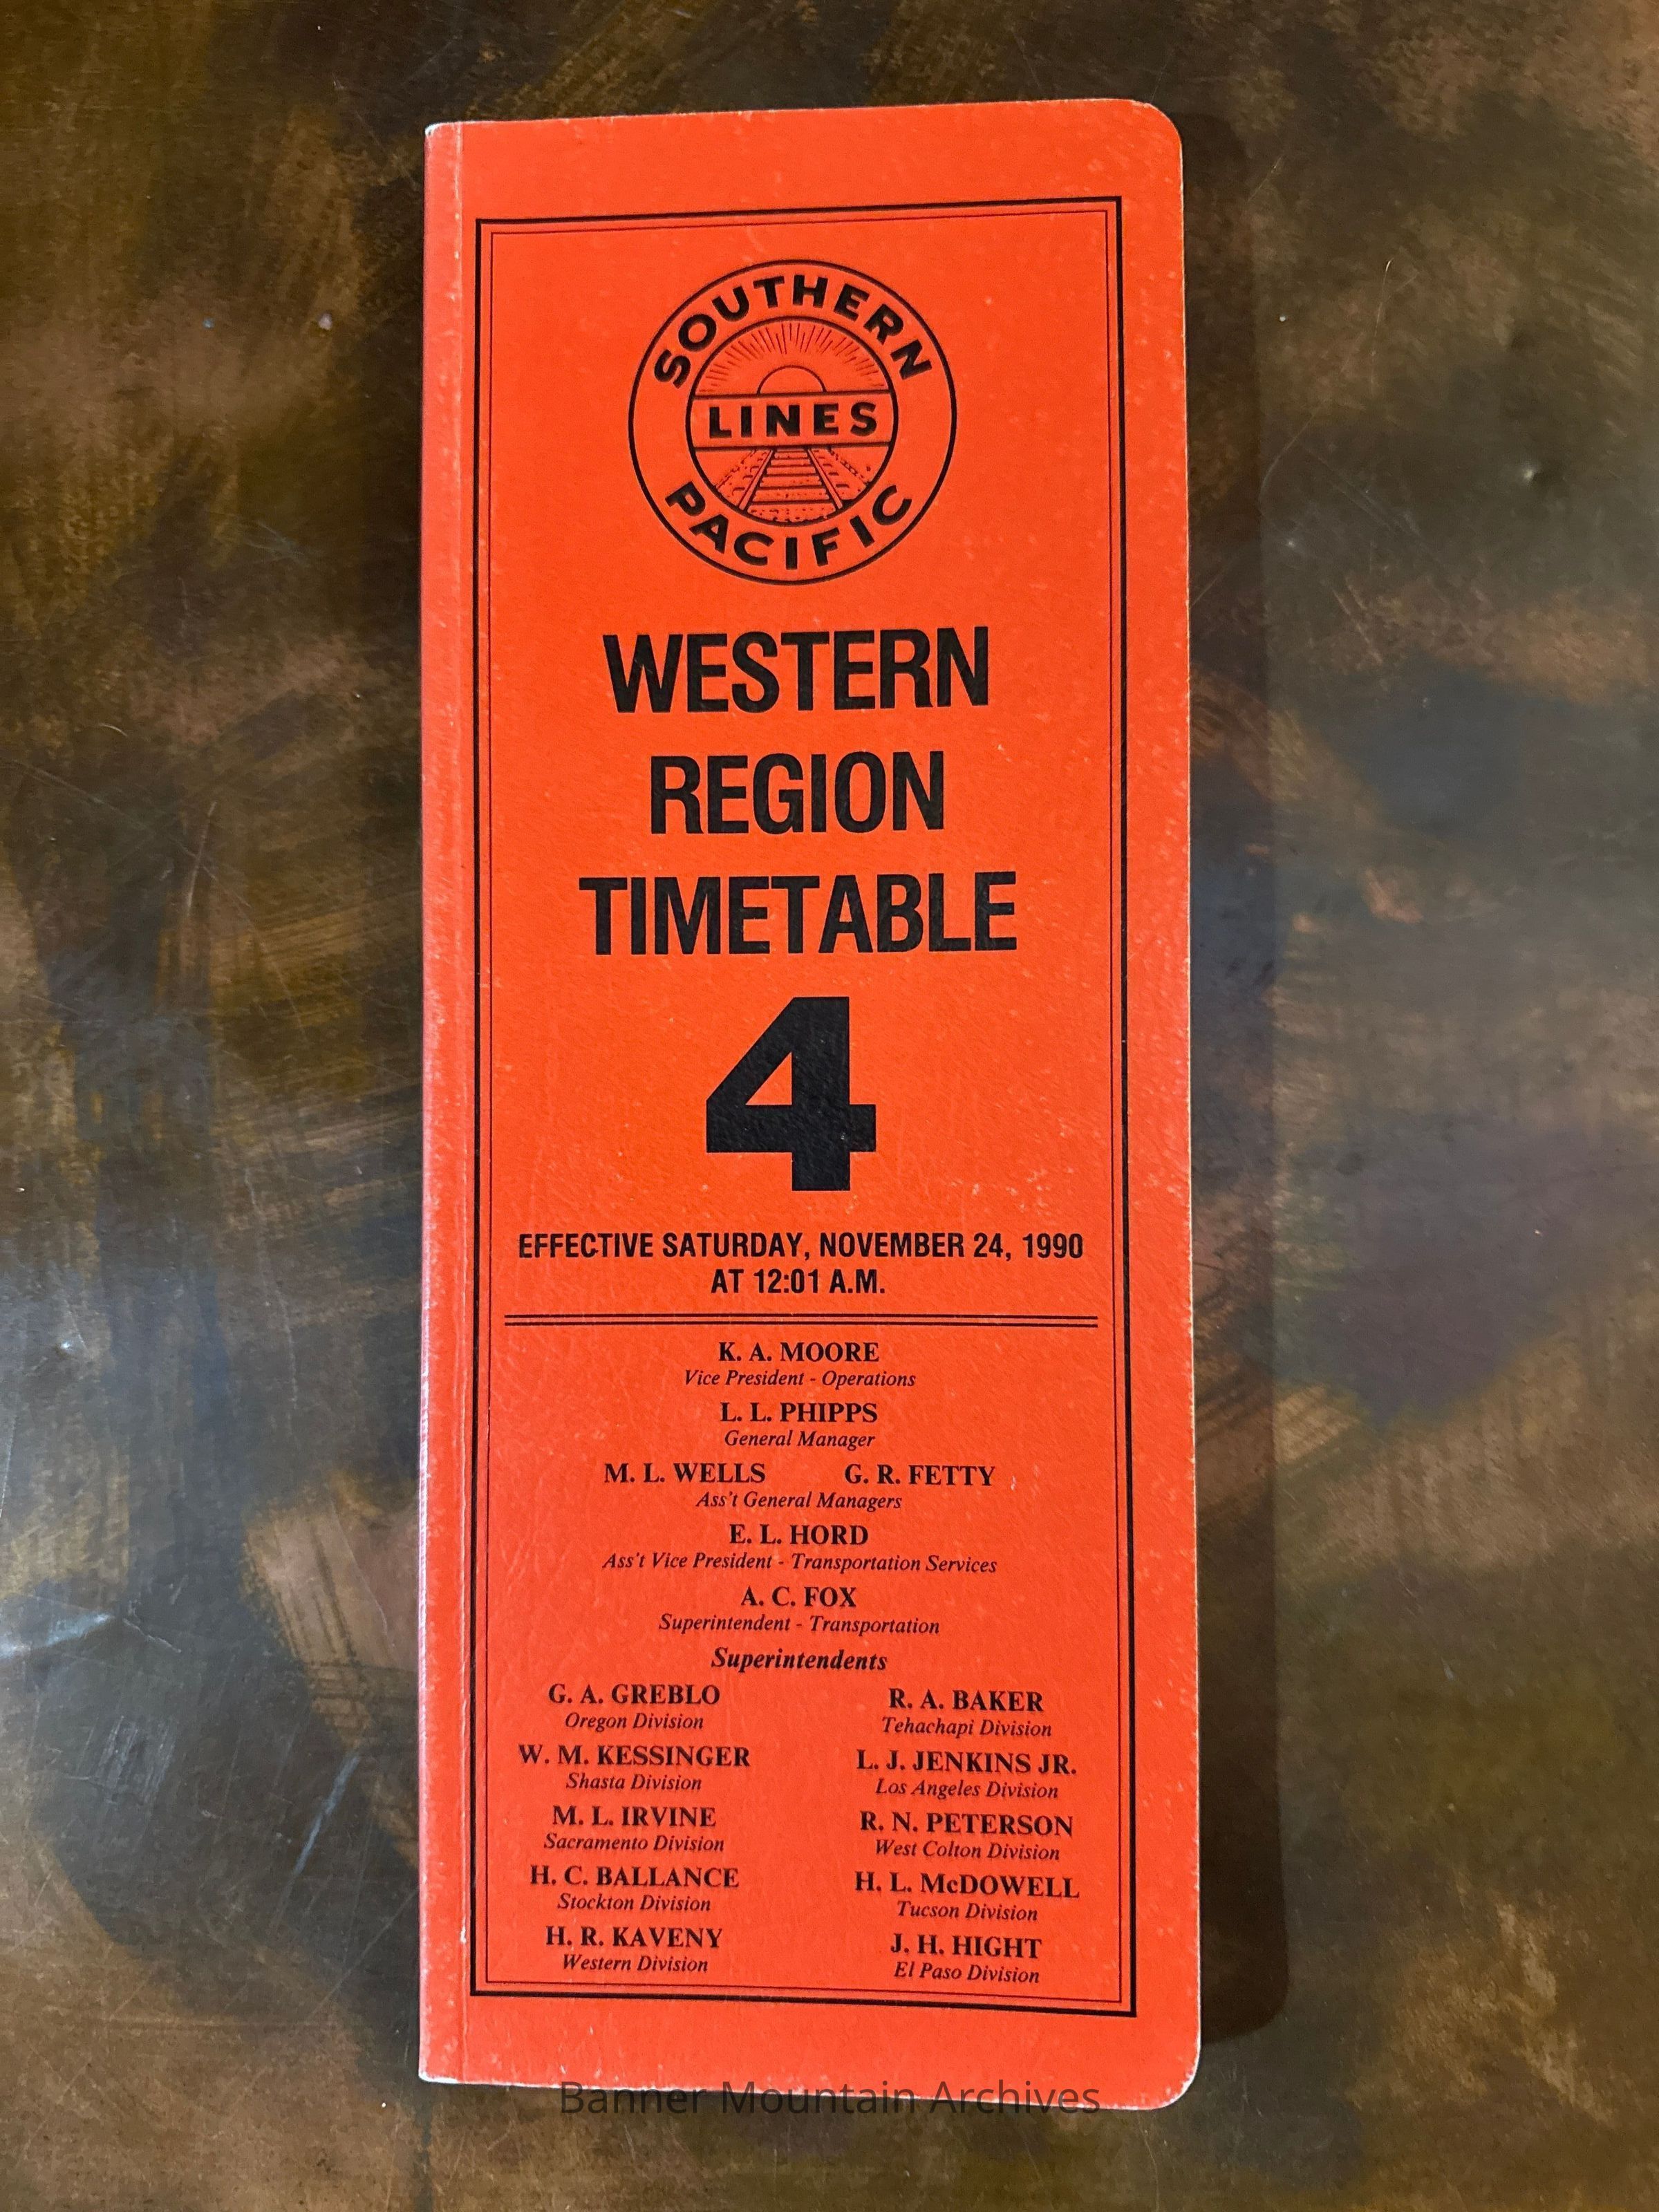 SOUTHERN
LINES
PACIFIC
WESTERN
REGION
TIMETABLE
4
EFFECTIVE SATURDAY, NOVEMBER 24, 1990
AT 12:01 A.M.
K. A. MOORE
Vice President - Operations
L. L. PHIPPS
General Manager
M. L. WELLS G. R. FETTY
Ass't General Managers
E. L. HORD
Ass't Vice President - Transportation Services
A. C. FOX
Superintendent - Transportation
Superintendents
G. A. GREBLO R. A. BAKER
Oregon Division Tehachapi Division
W. M. KESSINGER L. J. JENKINS JR.
Shasta Division Los Angeles Division
M. L. IRVINE R. N. PETERSON
Sacramento Division West Colton Division
H. C. BALLANCE H. L. McDOWELL
Stockton Division Tucson Division
H. R. KAVENY J. H. HIGHT
Western Division El Paso Division
Banner Mountain Archives